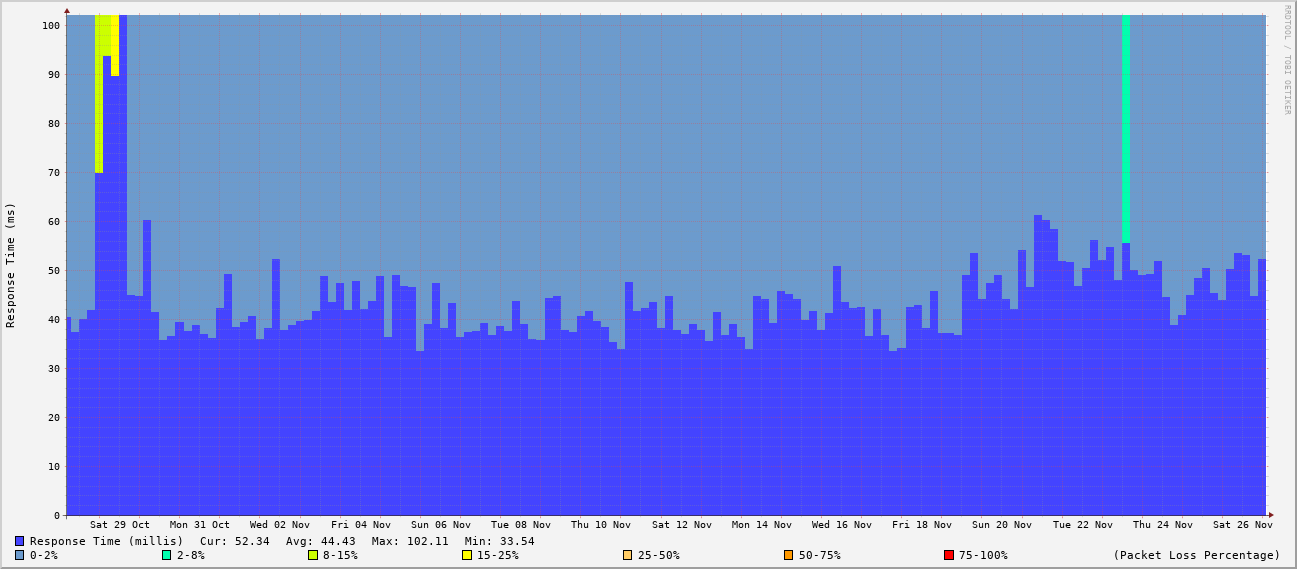 RRDTOOL / TOBI OETIKER
Response Time (ms)
100
90
80
70
60
50
40
30
20
10
0
Sat 29 Oct Mon 31 Oct Wed 02 Nov Fri 04 Nov Sun 06 Nov Tue 08 Nov Thu 10 Nov Sat 12 Nov Mon 14 Nov Wed 16 Nov Fri 18 Nov Sun 20 Nov Tue 22 Nov Thu 24 Nov Sat 26 Nov
Response Time (millis) Cur: 52.34 Avg: 44.43 Max: 102.11 Min: 33.54
0-2% 2-8% 8-15% 15-25% 25-50% 50-75% 75-100% (Packet Loss Percentage)